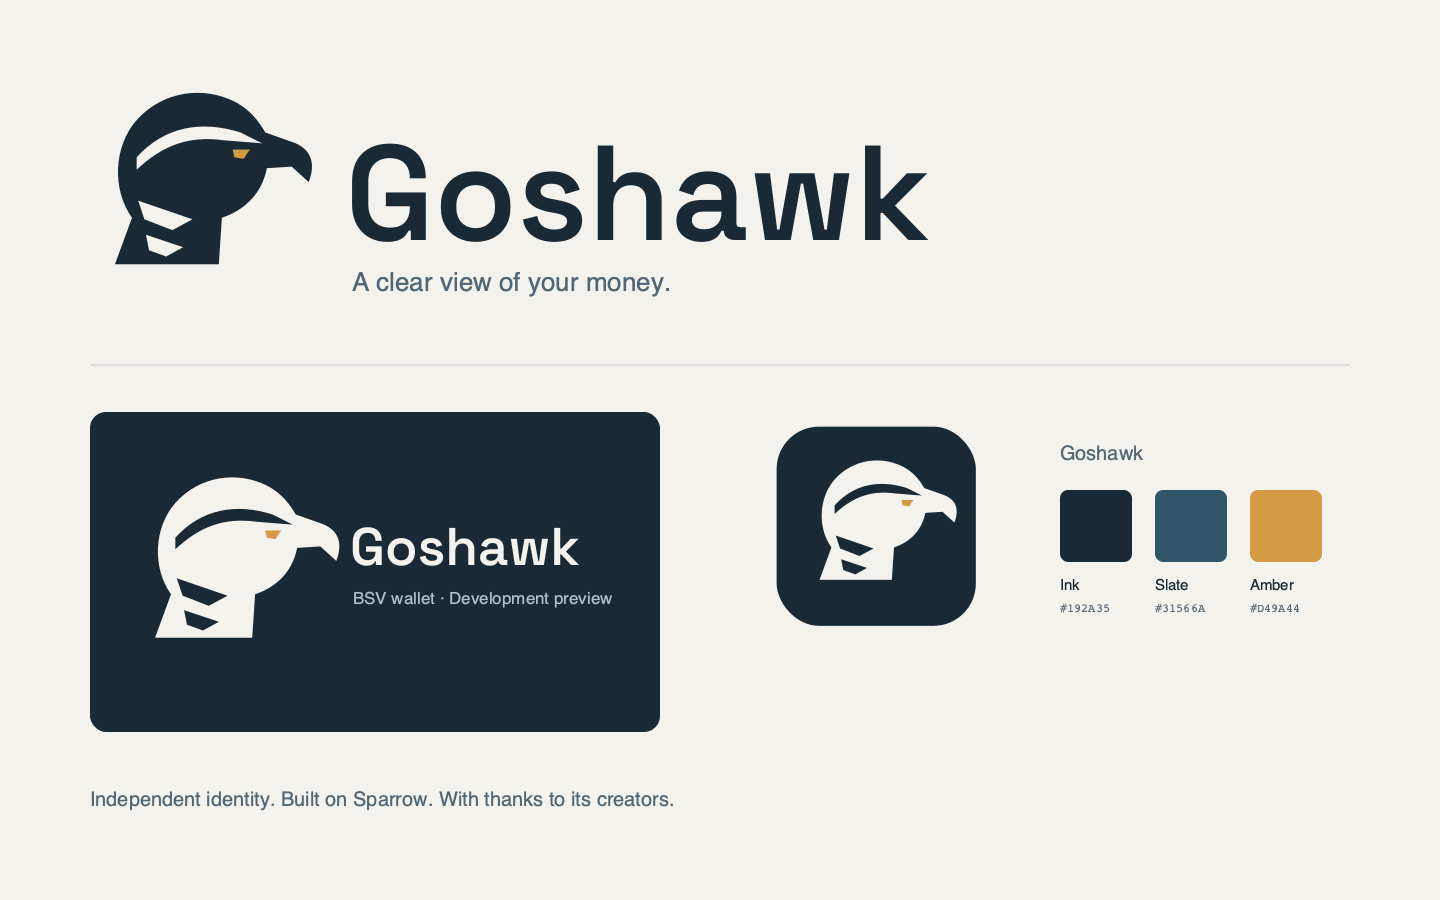 Goshawk
A clear view of your money.
Goshawk
BSV wallet · Development preview
Goshawk
Ink
Slate
Amber
#192A35
#31566A
#D49A44
Independent identity. Built on Sparrow. With thanks to its creators.